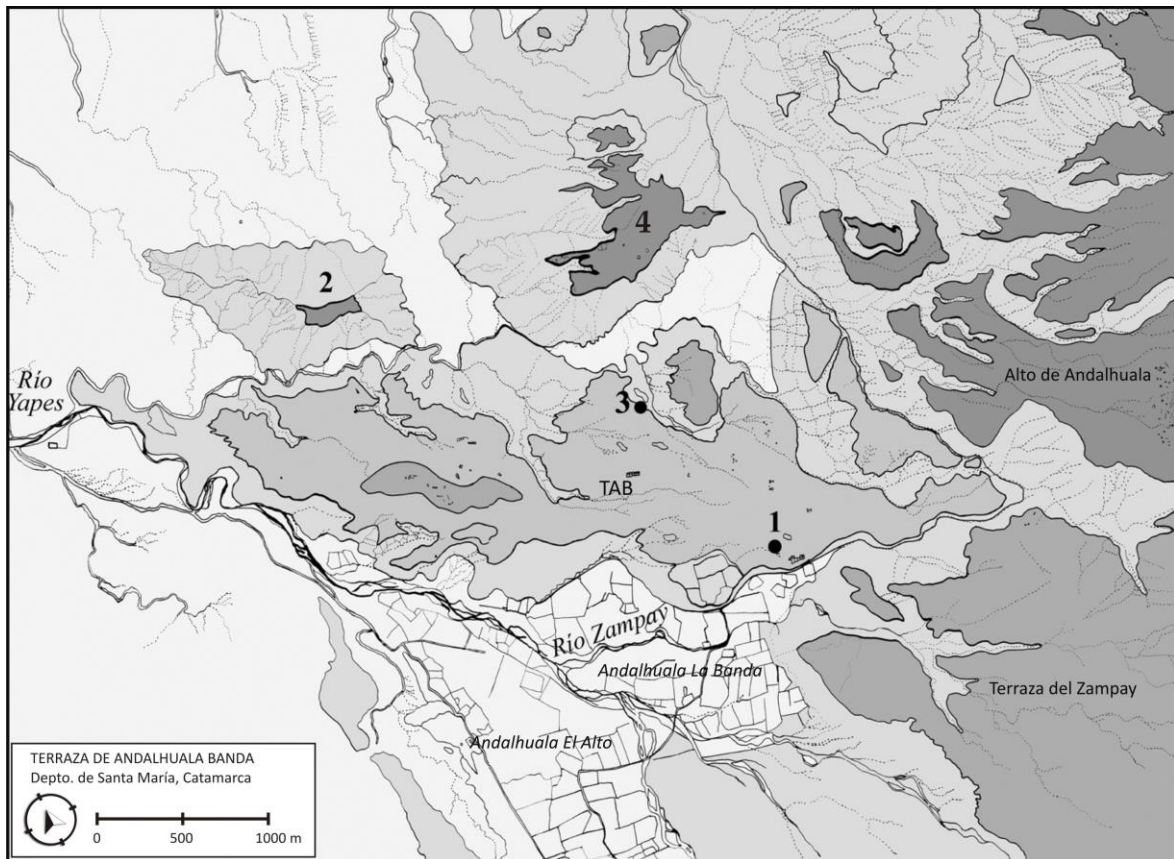 4
2
Río
Yapes
Alto de Andalhuala
3
TAB
1
Río Zampay
Andalhuala La Banda
Terraza del Zampay
Andalhuala El Alto
TERRAZA DE ANDALHUALA BANDA
Depto. de Santa María, Catamarca
0 500 1000 m